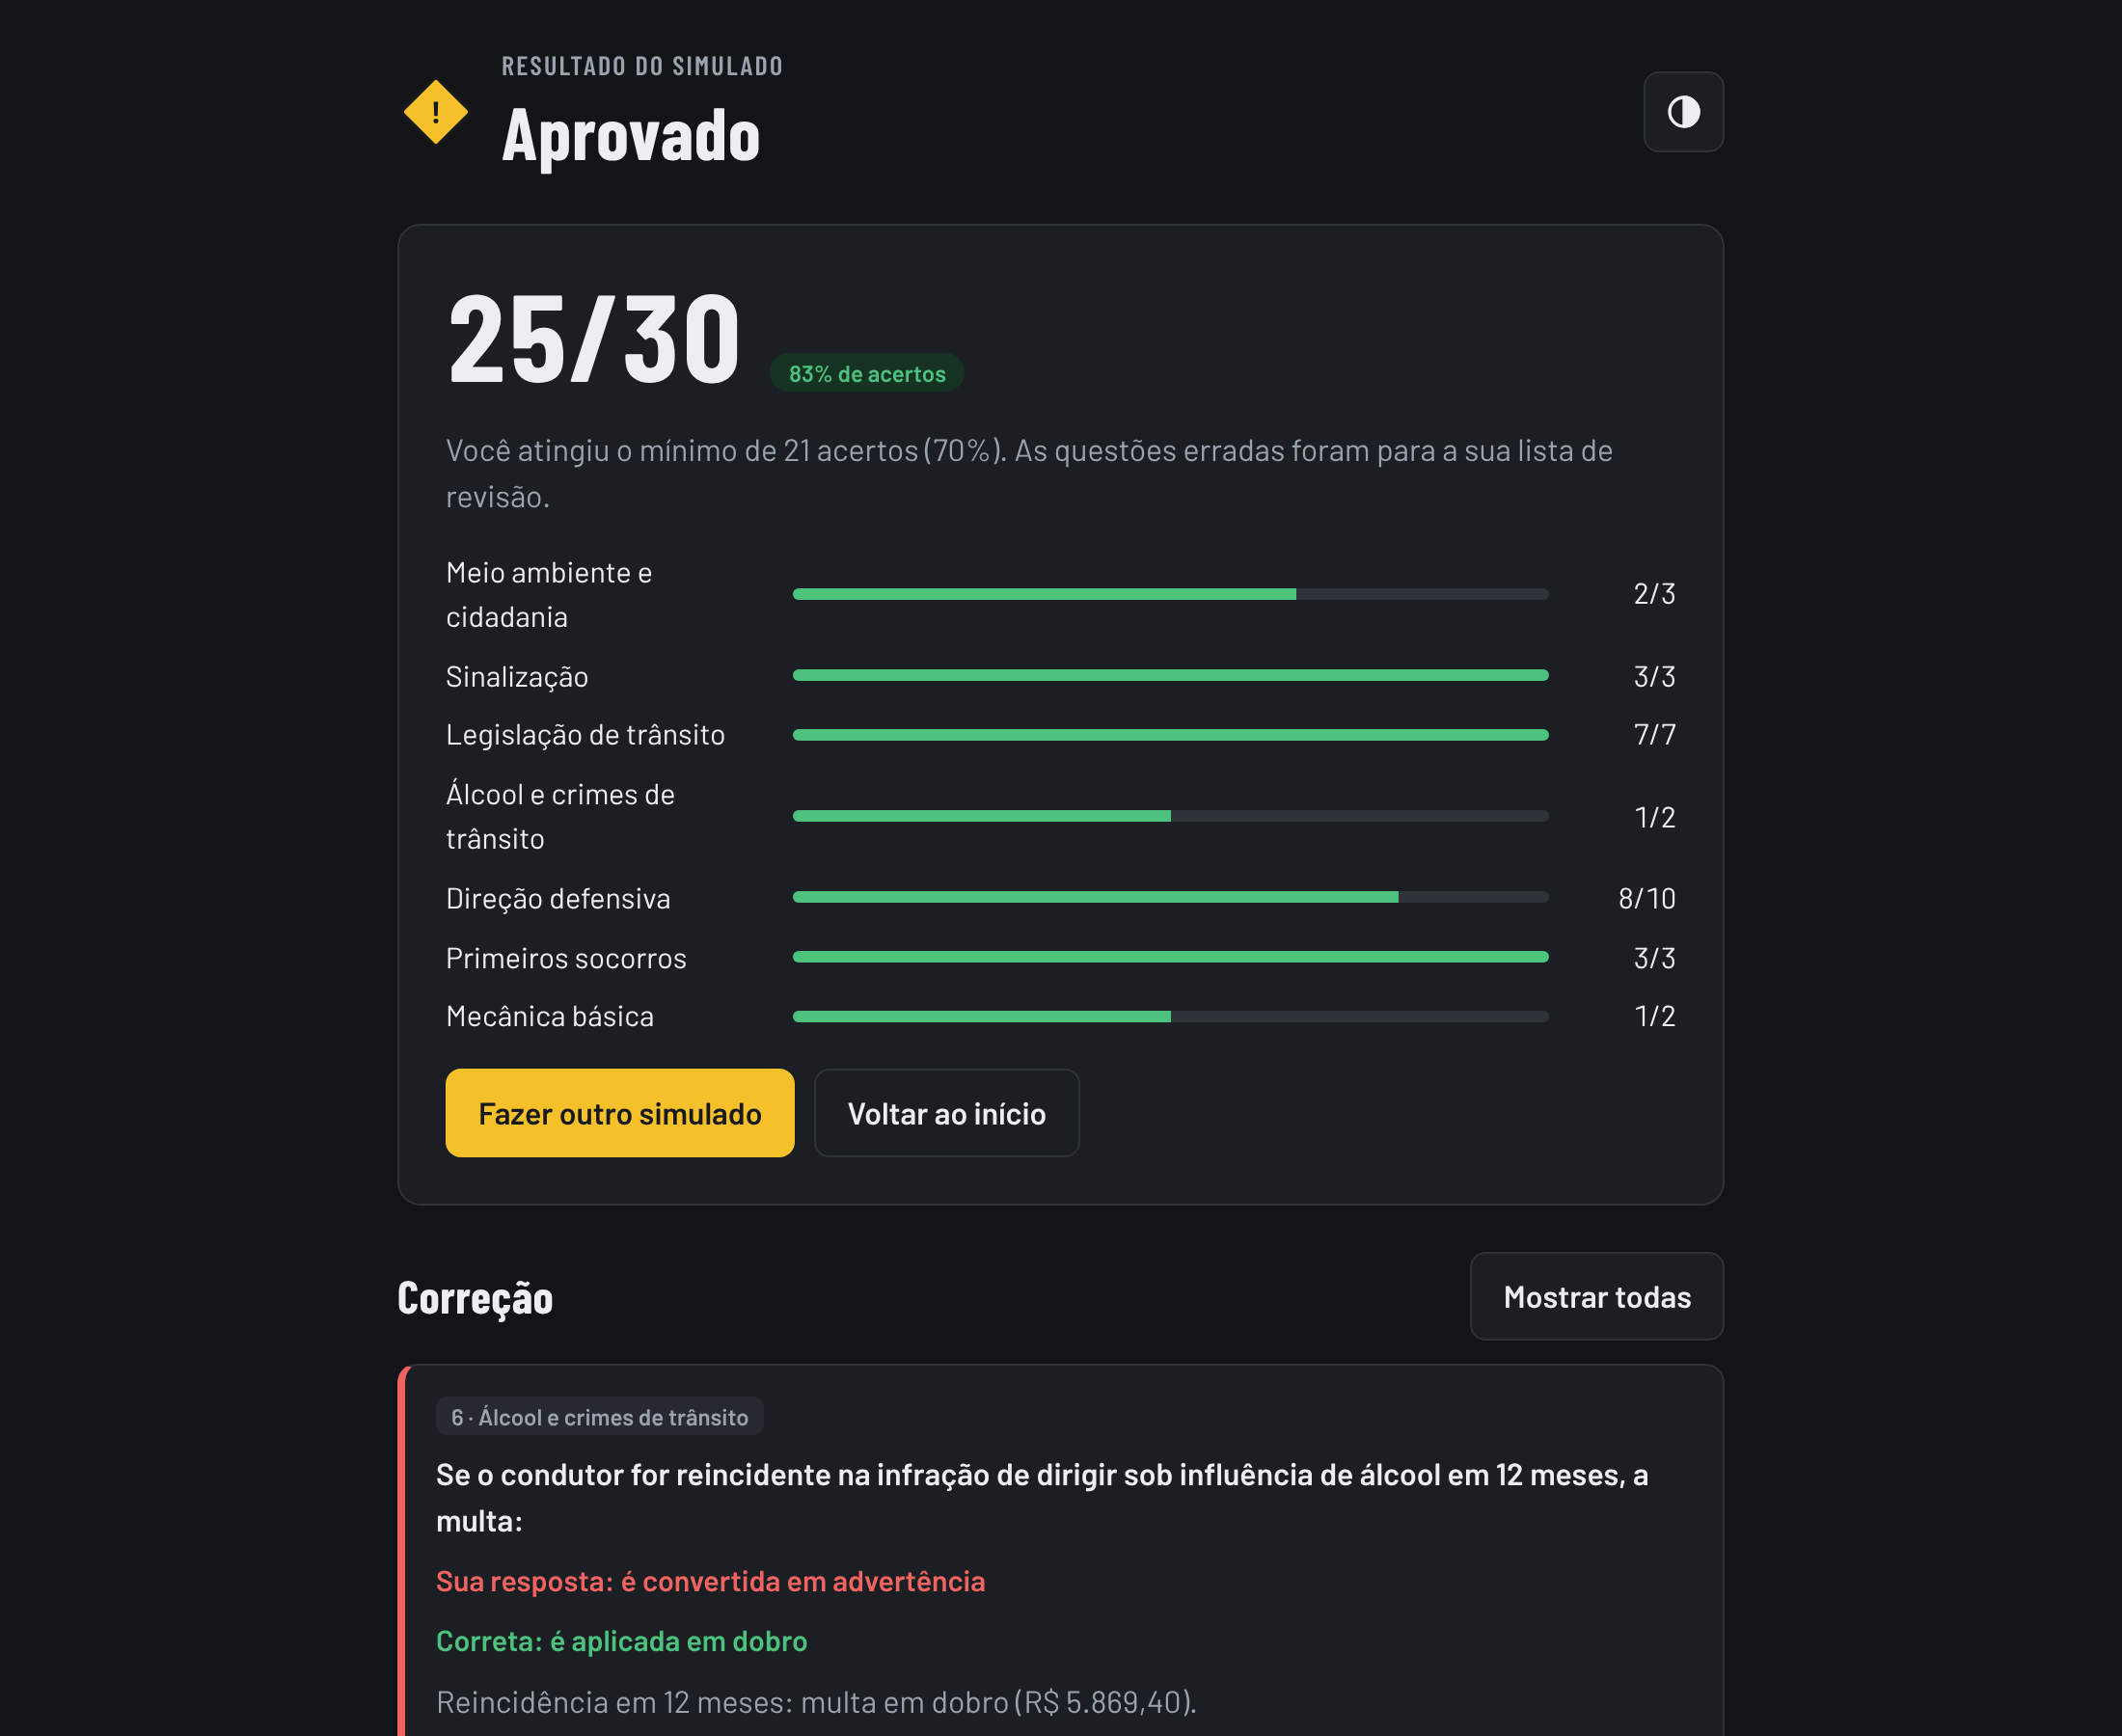 !
RESULTADO DO SIMULADO
Aprovado
25/30
83% de acertos
Você atingiu o mínimo de 21 acertos (70%). As questões erradas foram para a sua lista de
revisão.
Meio ambiente e
cidadania
2/3
Sinalização
3/3
Legislação de trânsito
7/7
Álcool e crimes de
trânsito
1/2
Direção defensiva
8/10
Primeiros socorros
3/3
Mecânica básica
1/2
Fazer outro simulado
Voltar ao início
Correção
Mostrar todas
6 · Álcool e crimes de trânsito
Se o condutor for reincidente na infração de dirigir sob influência de álcool em 12 meses, a
multa:
Sua resposta: é convertida em advertência
Correta: é aplicada em dobro
Reincidência em 12 meses: multa em dobro (R$ 5.869,40).